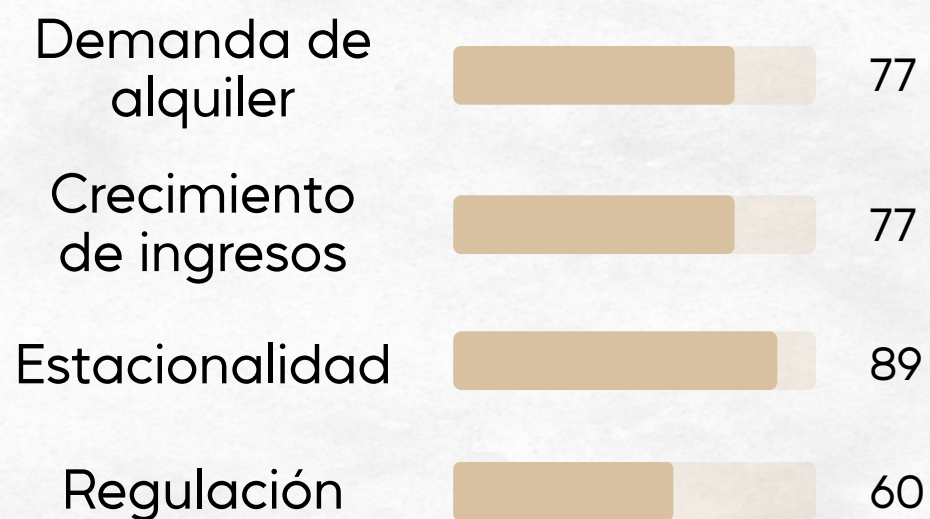 Demanda de
alquiler
77
Crecimiento
de ingresos
77
Estacionalidad
89
Regulación
60